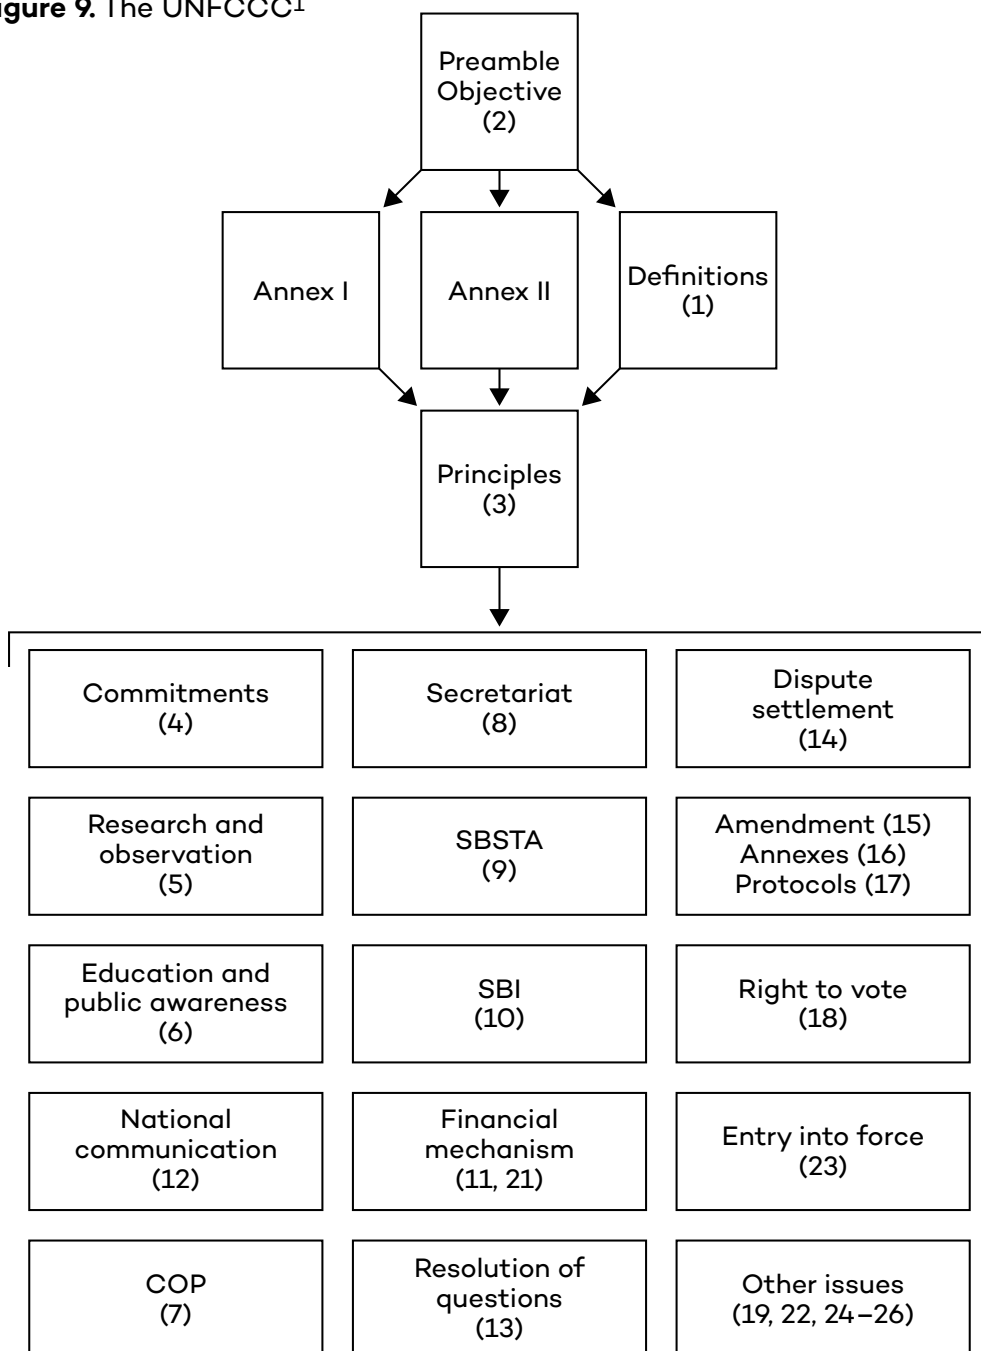 igure 9. The UNFCCC1
Preamble
Objective
(2)
Annex I
Annex II
Definitions
(1)
Principles
(3)
Commitments
(4)
Secretariat
(8)
Dispute
settlement
(14)
Research and
observation
(5)
SBSTA
(9)
Amendment (15)
Annexes (16)
Protocols (17)
Education and
public awareness
(6)
SBI
(10)
Right to vote
(18)
National
communication
(12)
Financial
mechanism
(11, 21)
Entry into force
(23)
COP
(7)
Resolution of
questions
(13)
Other issues
(19, 22, 24–26)